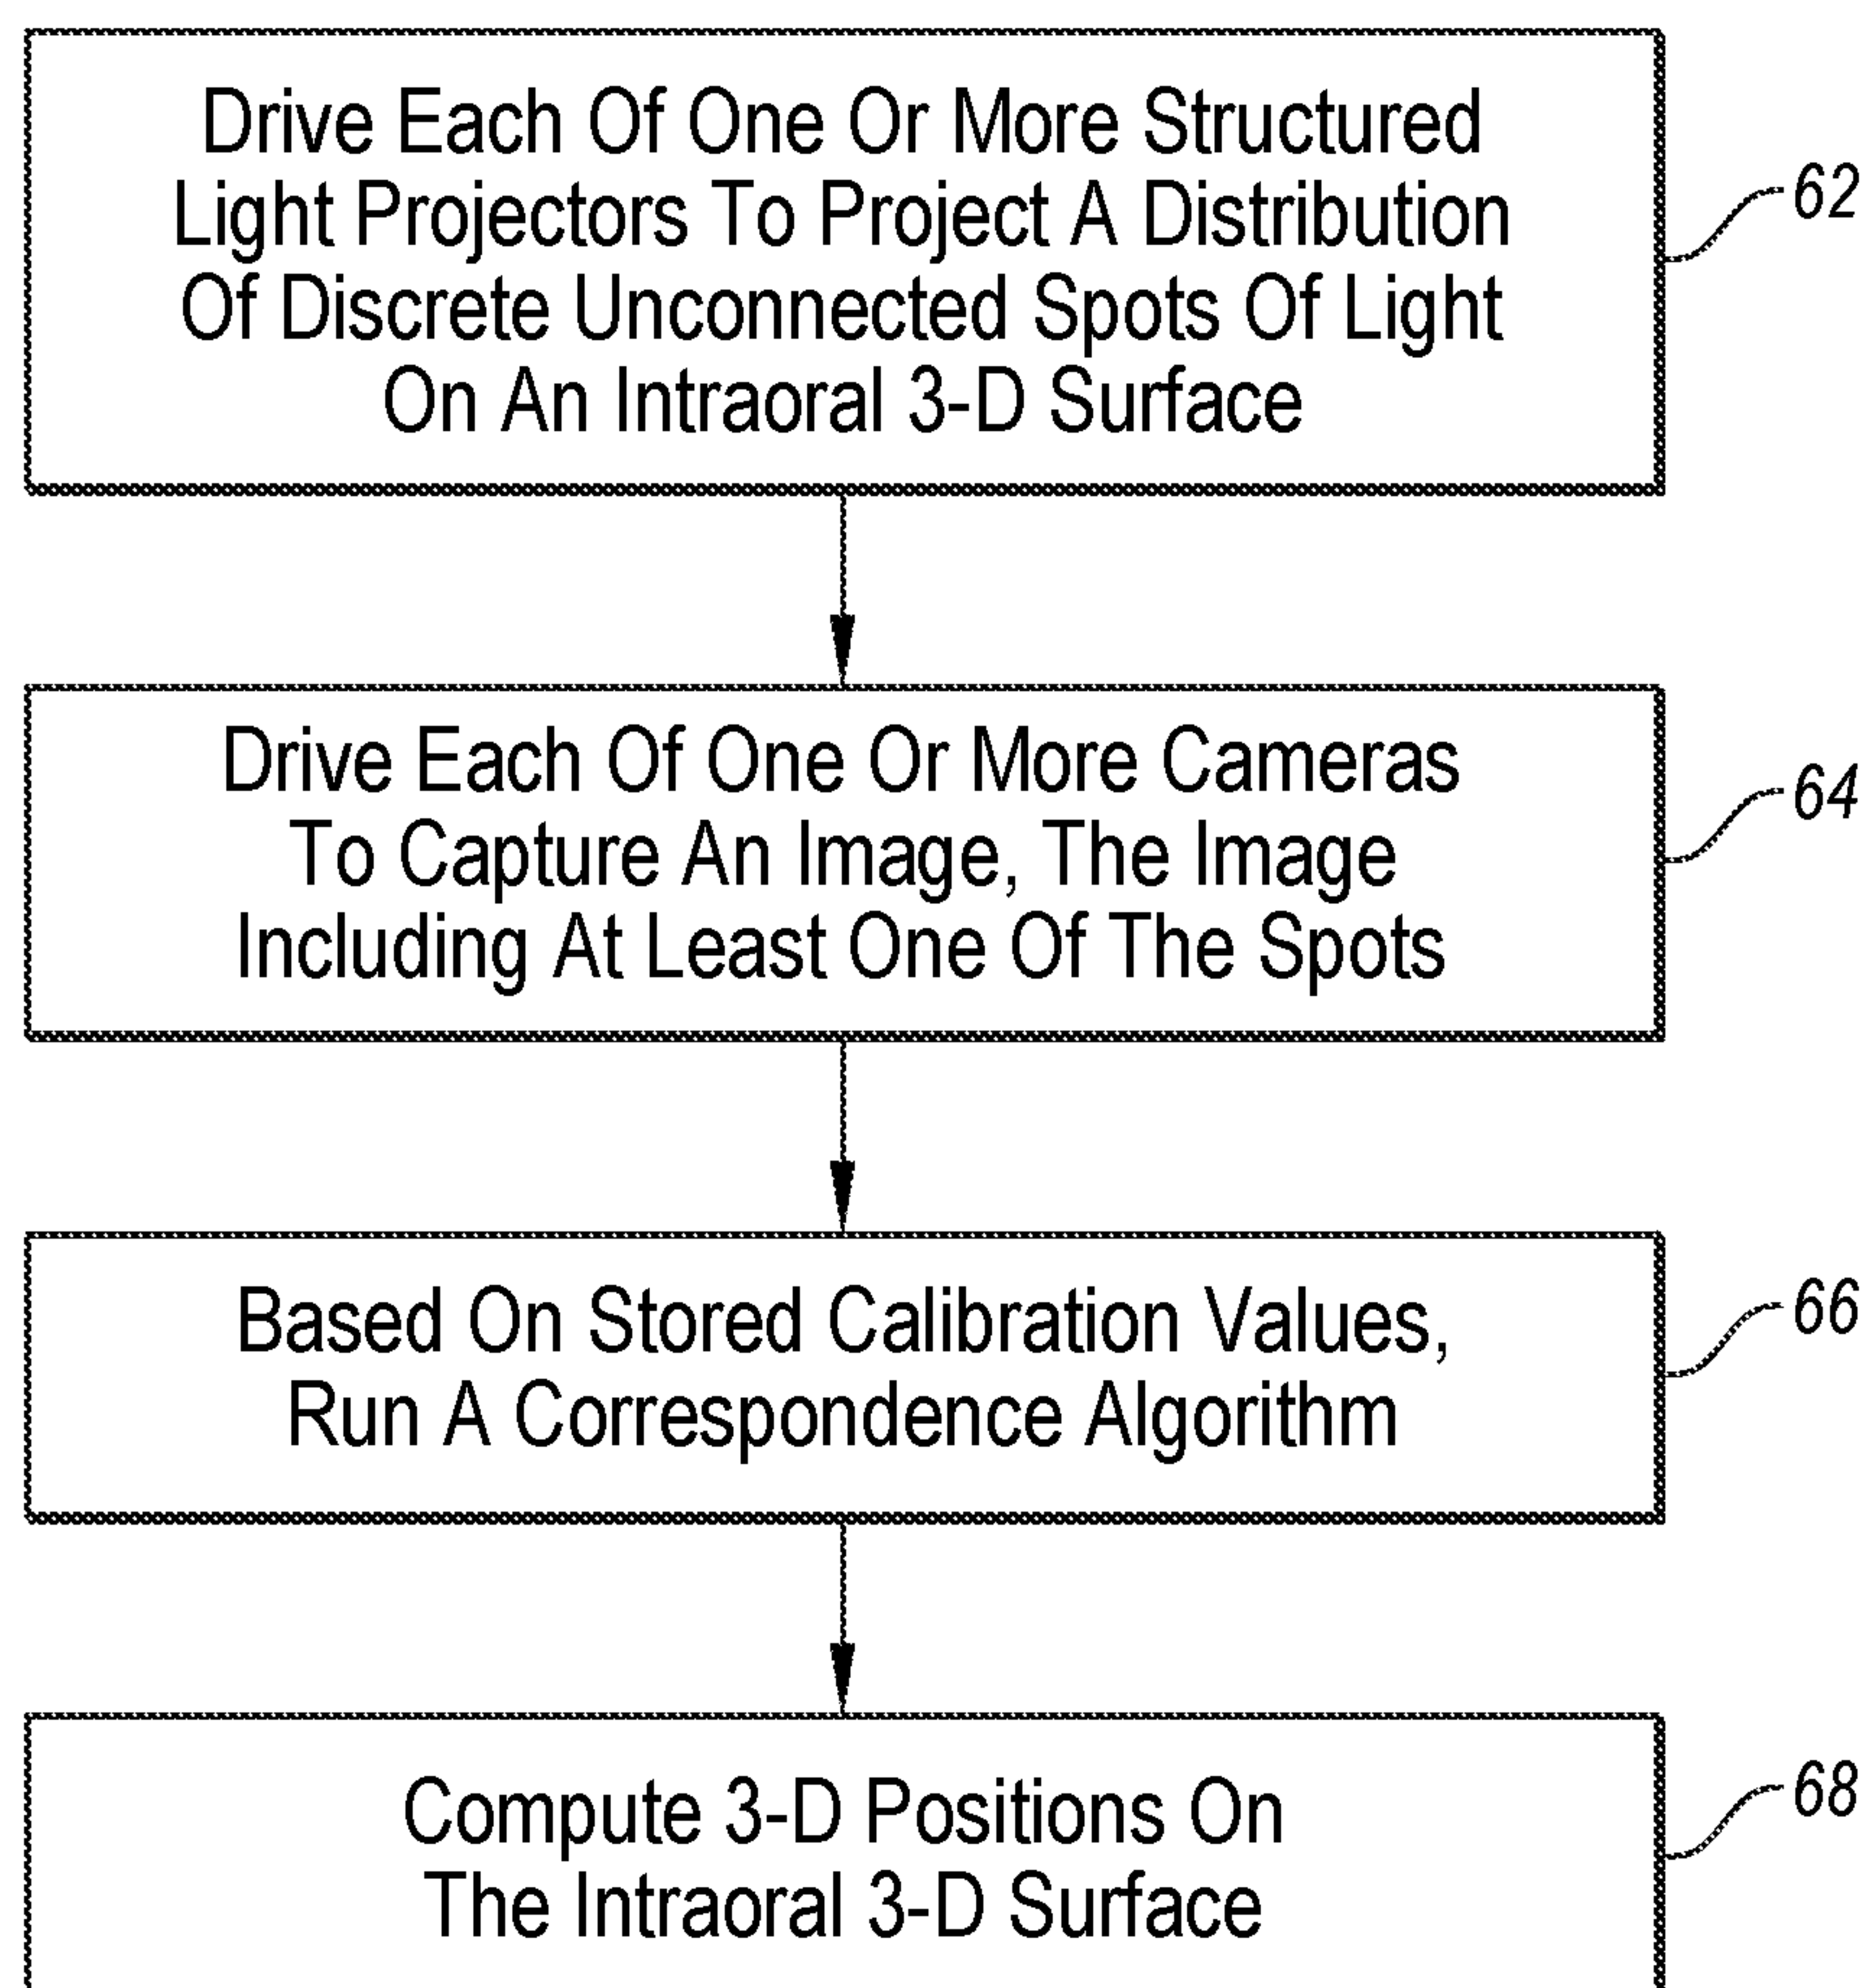 Drive Each Of One Or More Structured
Light Projectors To Project A Distribution
Of Discrete Unconnected Spots Of Light
On An Intraoral 3-D Surface
62
Drive Each Of One Or More Cameras
To Capture An Image, The Image
Including At Least One Of The Spots
64
Based On Stored Calibration Values,
Run A Correspondence Algorithm
66
Compute 3-D Positions On
The Intraoral 3-D Surface
68